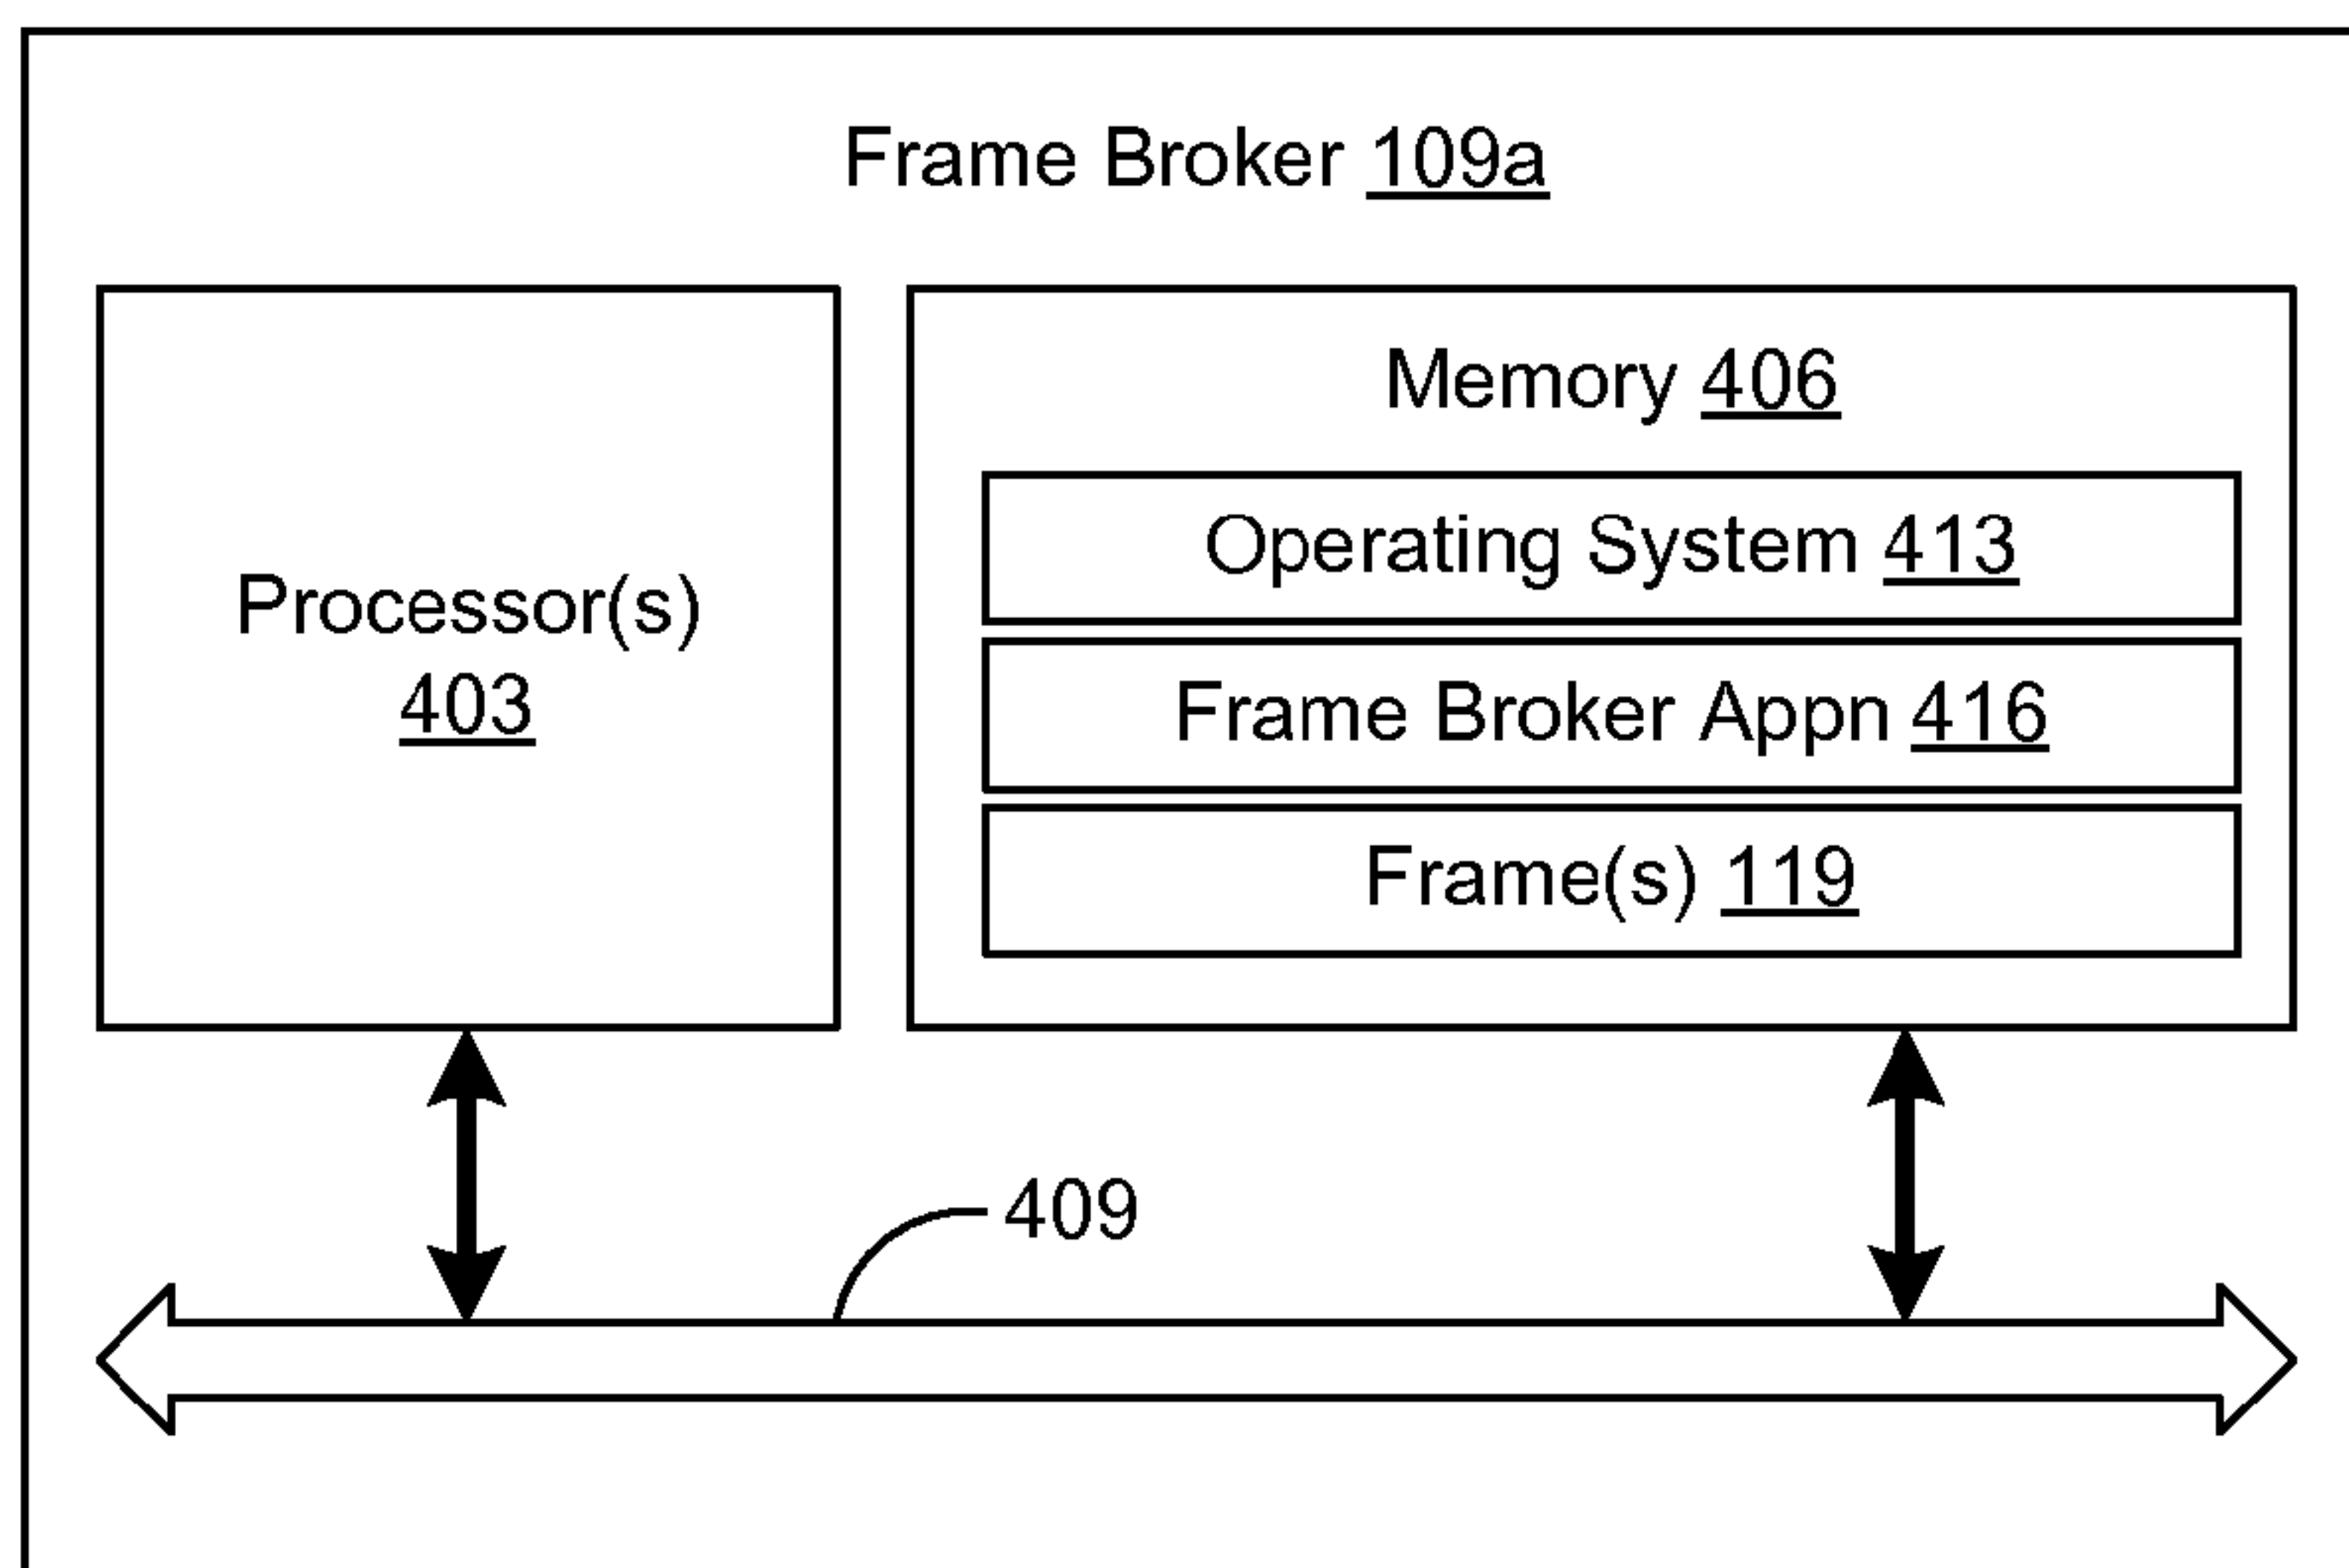 Frame Broker 109a
Processor(s)
403
Memory 406
Operating System 413
Frame Broker Appn 416
Frame(s) 119
409